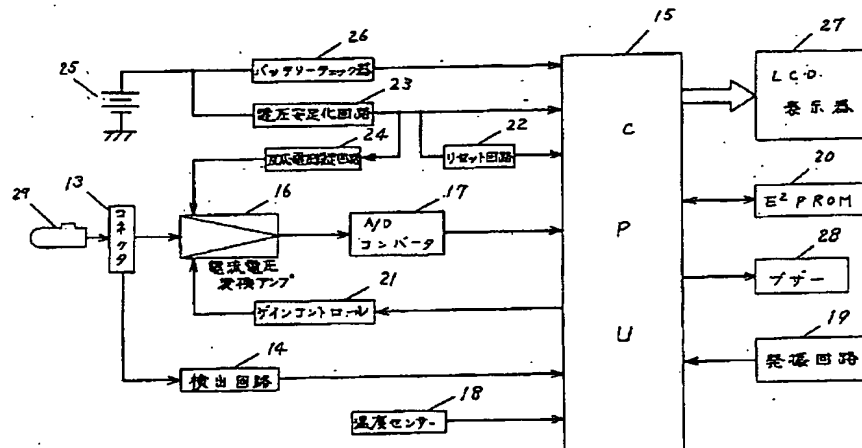 26
バッテリーチェック器
25
23
電圧安定化回路
24
反応電圧設定回路
22
リセット回路
15
C
P
U
27
LCD
表示器
20
E² PROM
28
ブザー
19
発振回路
29
13
コネクタ
16
電流電圧
変換アンプ
17
A/D
コンバータ
21
ゲインコントロール
14
検出回路
18
温度センサー